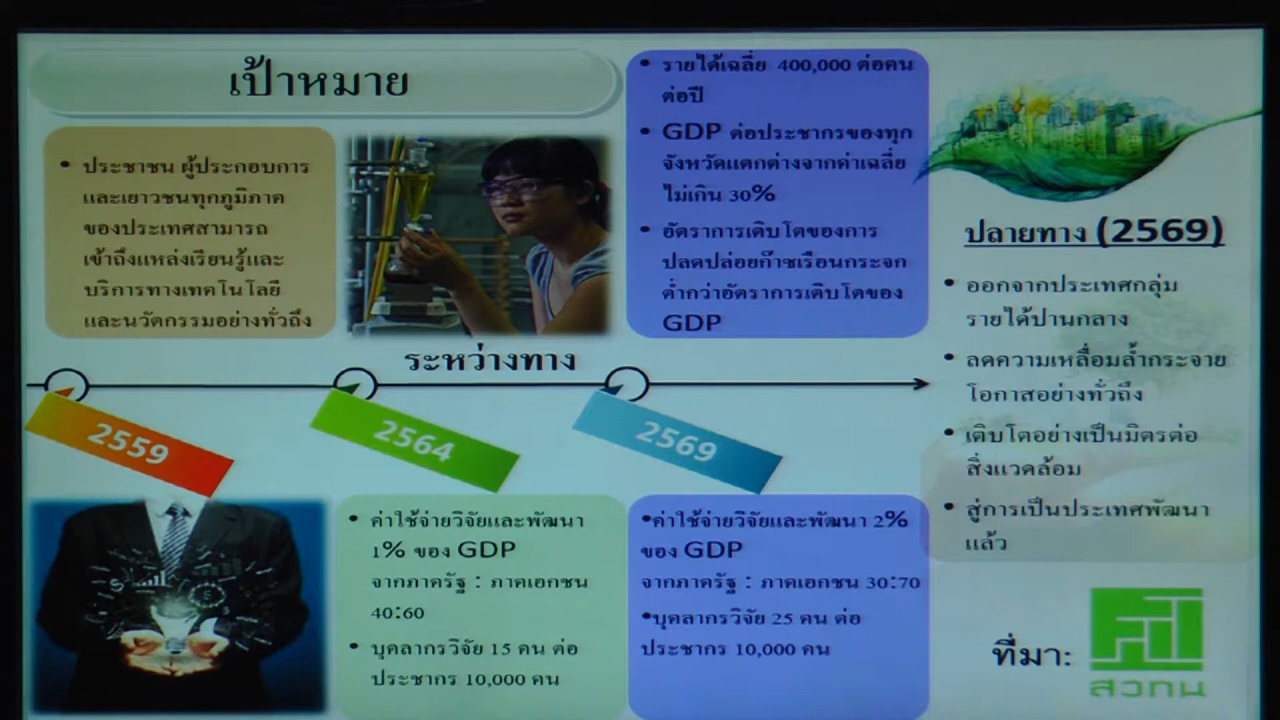 เป้าหมาย
• ประชาชน ผู้ประกอบการ
และเยาวชนทุกภูมิภาค
ของประเทศสามารถ
เข้าถึงแหล่งเรียนรู้และ
บริการทางเทคโนโลยี
และนวัตกรรมอย่างทั่วถึง
• รายได้เฉลี่ย 400,000 ต่อคน
ต่อปี
• GDP ต่อประชากรของทุก
จังหวัดแตกต่างจากค่าเฉลี่ย
ไม่เกิน 30%
• อัตราการเติบโตของการ
ปลดปล่อยก๊าซเรือนกระจก
ต่ำกว่าอัตราการเติบโตของ
GDP
ระหว่างทาง
2559
2564
2569
• ค่าใช้จ่ายวิจัยและพัฒนา
1% ของ GDP
จากภาครัฐ : ภาคเอกชน
40:60
• บุคลากรวิจัย 15 คน ต่อ
ประชากร 10,000 คน
•ค่าใช้จ่ายวิจัยและพัฒนา 2%
ของ GDP
จากภาครัฐ : ภาคเอกชน 30:70
•บุคลากรวิจัย 25 คน ต่อ
ประชากร 10,000 คน
ปลายทาง (2569)
• ออกจากประเทศกลุ่ม
รายได้ปานกลาง
• ลดความเหลื่อมล้ำกระจาย
โอกาสอย่างทั่วถึง
• เติบโตอย่างเป็นมิตรต่อ
สิ่งแวดล้อม
• สู่การเป็นประเทศพัฒนา
แล้ว
ที่มา:
สวทน